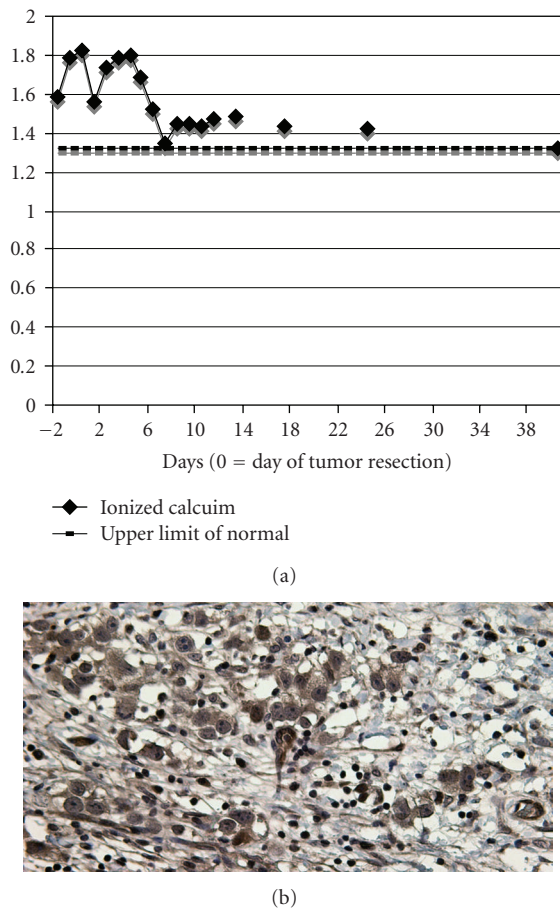 2
1.8
1.6
1.4
1.2
1
0.8
0.6
0.4
0.2
0
−2 2 6 10 14 18 22 26 30 34 38
Days (0 = day of tumor resection)
Ionized calcuim
Upper limit of normal
(a)
(b)